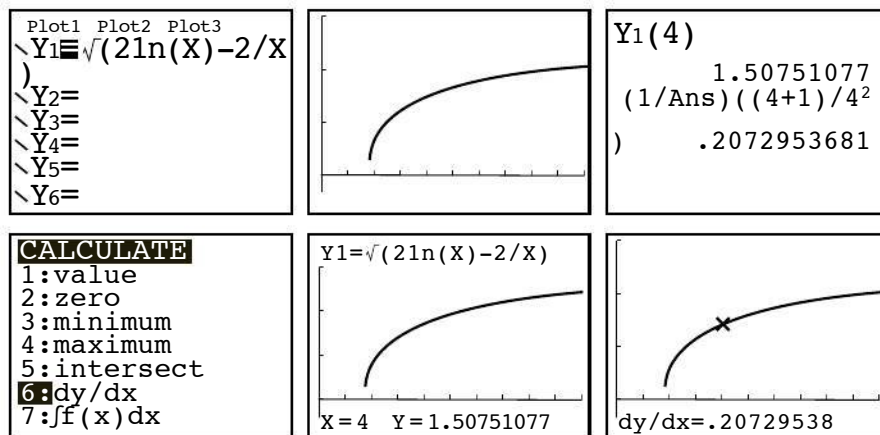 Plot1 Plot2 Plot3
\Y1=√(2ln(X)-2/X
)
\Y2=
\Y3=
\Y4=
\Y5=
\Y6=
Y1(4)
1.50751077
(1/Ans)((4+1)/4²
) .2072953681
CALCULATE
1:value
2:zero
3:minimum
4:maximum
5:intersect
6:dy/dx
7:∫f(x)dx
Y1=√(2ln(X)-2/X)
X=4 Y=1.50751077
dy/dx=.20729538